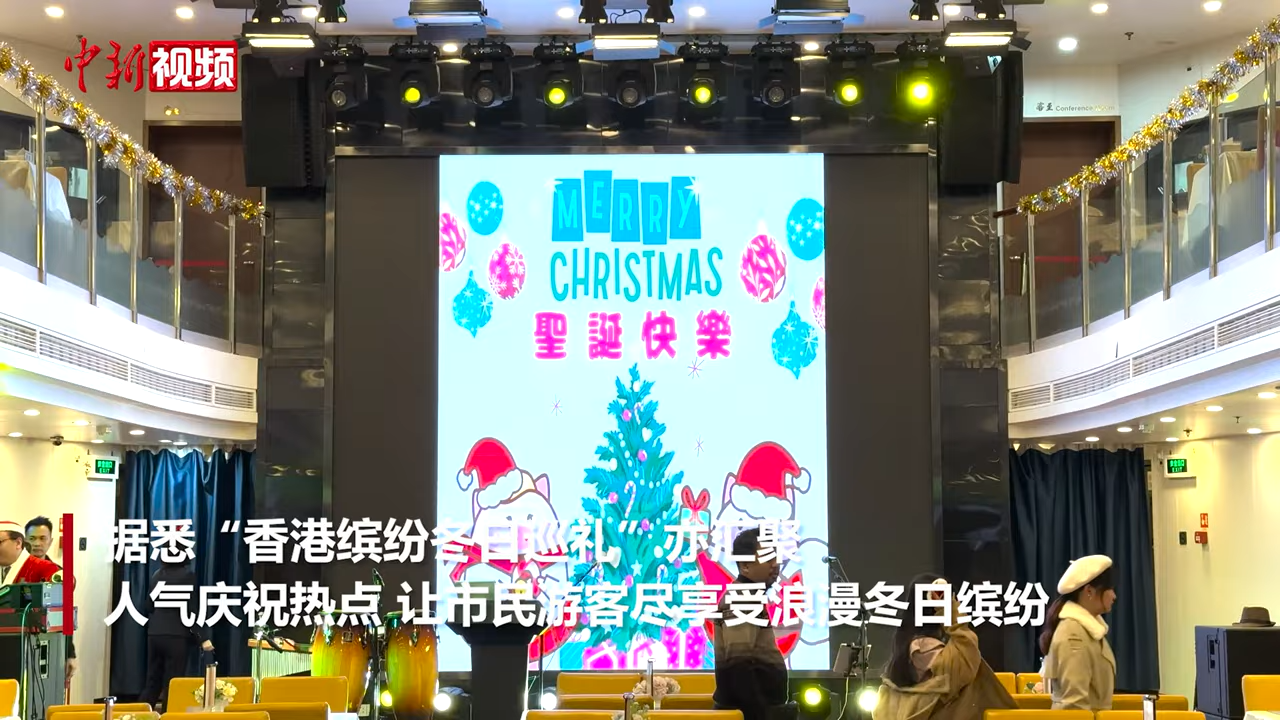 中新视频
MERRY
CHRISTMAS
聖誕快樂
Conference
EXIT
EXIT
据悉“香港缤纷冬日巡礼”亦汇聚
人气庆祝热点 让市民游客尽享受浪漫冬日缤纷